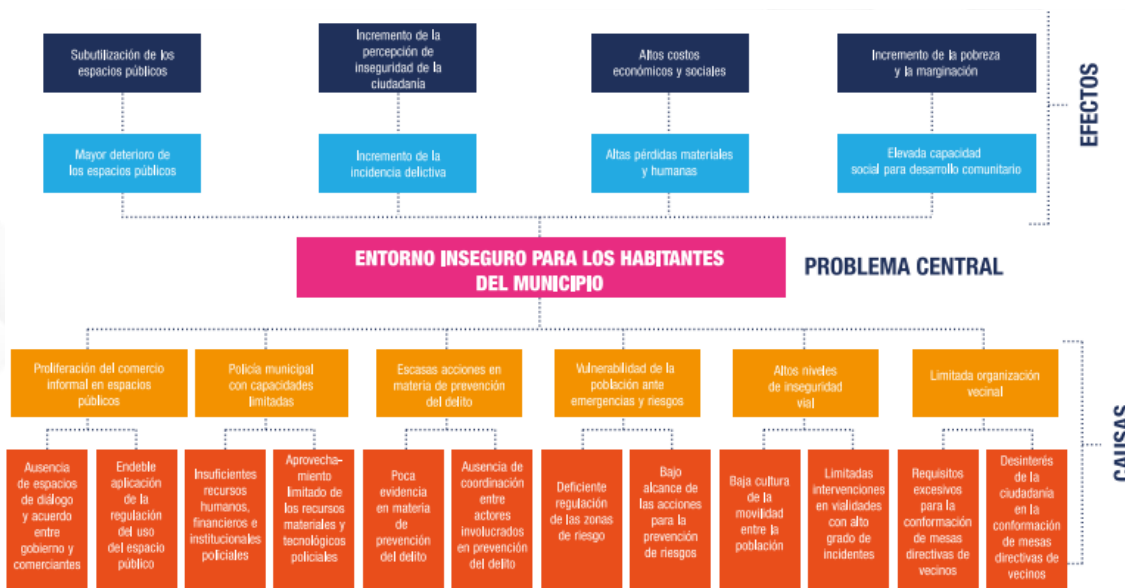 Subutilización de los
espacios públicos
Incremento de la
percepción de
inseguridad de la
ciudadanía
Altos costos
económicos y sociales
Incremento de la pobreza
y la marginación
Mayor deterioro de
los espacios públicos
Incremento de la
incidencia delictiva
Altas pérdidas materiales
y humanas
Elevada capacidad
social para desarrollo comunitario
EFECTOS
ENTORNO INSEGURO PARA LOS HABITANTES
DEL MUNICIPIO
PROBLEMA CENTRAL
Proliferación del comercio
informal en espacios
públicos
Policía municipal
con capacidades
limitadas
Escasas acciones en
materia de prevención
del delito
Vulnerabilidad de la
población ante
emergencias y riesgos
Altos niveles
de inseguridad
vial
Limitada organización
vecinal
Ausencia
de espacios
de diálogo
y acuerdo
entre
gobierno y
comerciantes
Endeble
aplicación
de la
regulación
del uso
del espacio
público
Insuficientes
recursos
humanos,
financieros e
institucionales
policiales
Aprovecha-
miento
limitado de
los recursos
materiales y
tecnológicos
policiales
Poca
evidencia
en materia de
prevención
del delito
Ausencia de
coordinación
entre
actores
involucrados
en prevención
del delito
Deficiente
regulación
de las zonas
de riesgo
Bajo
alcance de
las acciones
para la
prevención
de riesgos
Baja cultura
de la
movilidad
entre la
población
Limitadas
intervenciones
en vialidades
con alto
grado de
incidentes
Requisitos
excesivos
para la
conformación
de mesas
directivas de
vecinos
Desinterés
de la
ciudadanía
en la
conformación
de mesas
directivas de
vecinos
CAUSAS